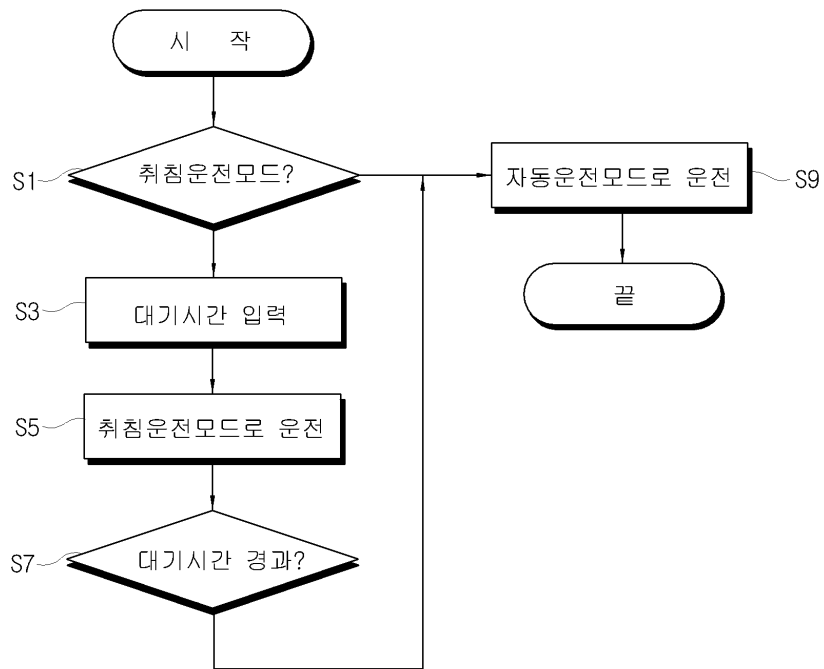 시 작
S1
취침운전모드?
자동운전모드로 운전
S9
S3
대기시간 입력
끝
S5
취침운전모드로 운전
S7
대기시간 경과?